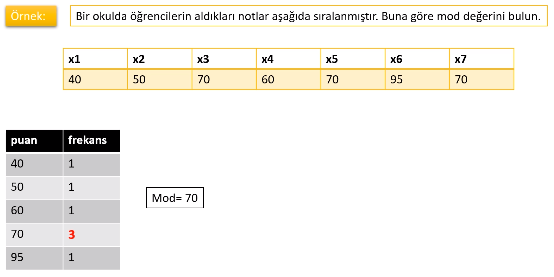 Örnek:
Bir okulda öğrencilerin aldıkları notlar aşağıda sıralanmıştır. Buna göre mod değerini bulun.
x1 x2 x3 x4 x5 x6 x7
40 50 70 60 70 95 70
puan frekans
40 1
50 1
60 1
70 3
95 1
Mod= 70